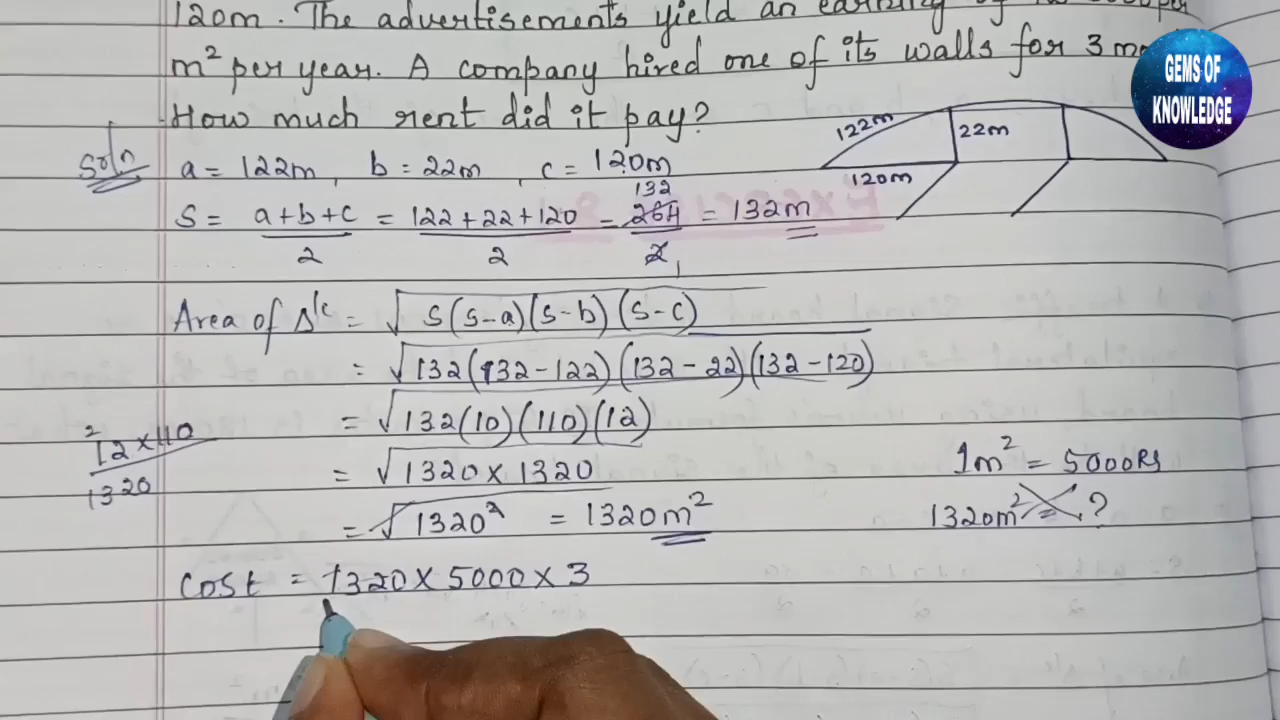 120m. The advertisements yield an earning of
m² per year. A company hired one of its walls for 3
How much rent did it pay?
GEMS OF
KNOWLEDGE
122m
22m
120m
Soln
a = 122m, b = 22m, c = 120m
S = a+b+c/2 = 122+22+120/2 = 264/2 = 132m
132
1
Area of Δle = √S(S-a)(S-b)(S-c)
= √132(132-122)(132-22)(132-120)
= √132(10)(110)(12)
= √1320×1320
= √1320² = 1320m²
2
12×110
1320
1m² = 5000Rs
1320m² = ?
Cost = 1320 × 5000 × 3